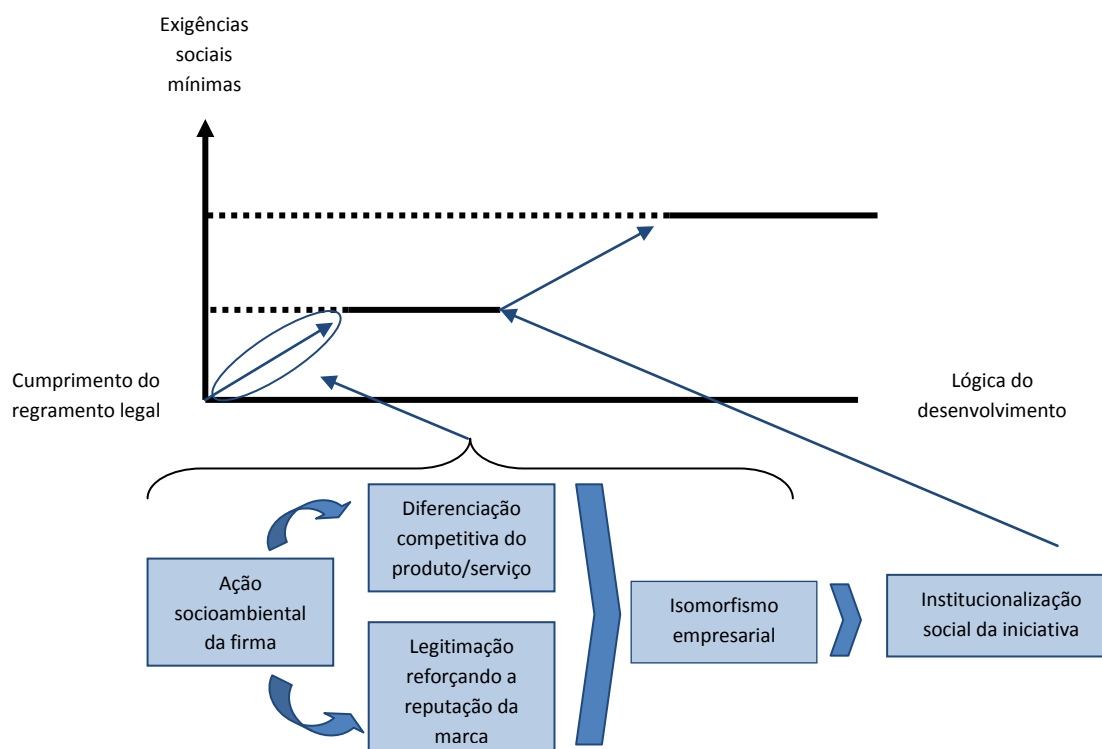 Exigências
sociais
mínimas
Cumprimento do
regramento legal
Lógica do
desenvolvimento
Ação
socioambiental
da firma
Diferenciação
competitiva do
produto/serviço
Legitimação
reforçando a
reputação da
marca
Isomorfismo
empresarial
Institucionalização
social da iniciativa